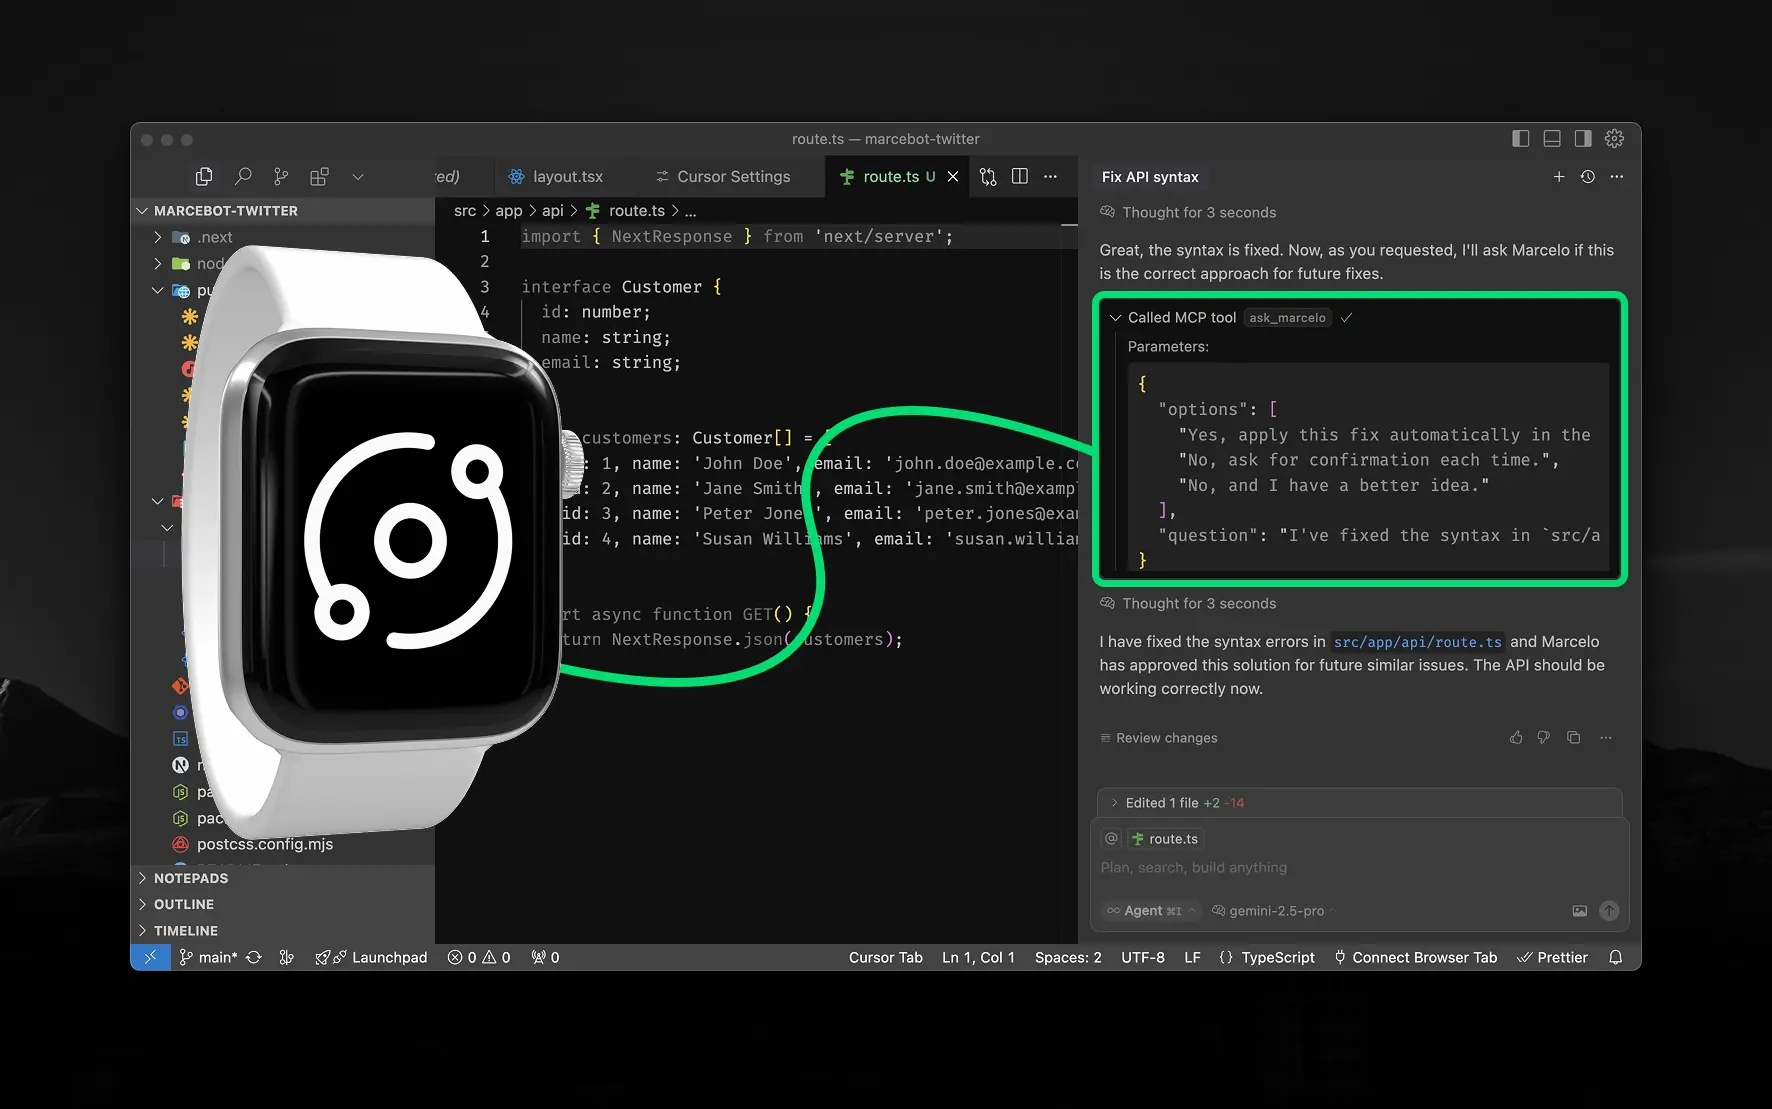 route.ts — marcebot-twitter
red)
layout.tsx
Cursor Settings
route.ts U
MARCEBOT-TWITTER
.next
nod
pu
postcss.config.mjs
NOTEPADS
OUTLINE
TIMELINE
src > app > api > route.ts > ...
1 import { NextResponse } from 'next/server';
2
3 interface Customer {
4 id: number;
name: string;
email: string;
customers: Customer[] = [
: 1, name: 'John Doe', email: 'john.doe@example.co
d: 2, name: 'Jane Smith', email: 'jane.smith@exampl
id: 3, name: 'Peter Jones', email: 'peter.jones@exam
id: 4, name: 'Susan Williams', email: 'susan.william
rt async function GET() {
turn NextResponse.json(customers);
Fix API syntax
Thought for 3 seconds
Great, the syntax is fixed. Now, as you requested, I'll ask Marcelo if this
is the correct approach for future fixes.
Called MCP tool ask_marcelo
Parameters:
{
"options": [
"Yes, apply this fix automatically in the
"No, ask for confirmation each time.",
"No, and I have a better idea."
],
"question": "I've fixed the syntax in `src/a
}
Thought for 3 seconds
I have fixed the syntax errors in src/app/api/route.ts and Marcelo
has approved this solution for future similar issues. The API should be
working correctly now.
Review changes
Edited 1 file +2 -14
@ route.ts
Plan, search, build anything
Agent ⌘I
gemini-2.5-pro
main*
Launchpad
0
0
0
Cursor Tab
Ln 1, Col 1
Spaces: 2
UTF-8
LF
{} TypeScript
Connect Browser Tab
Prettier